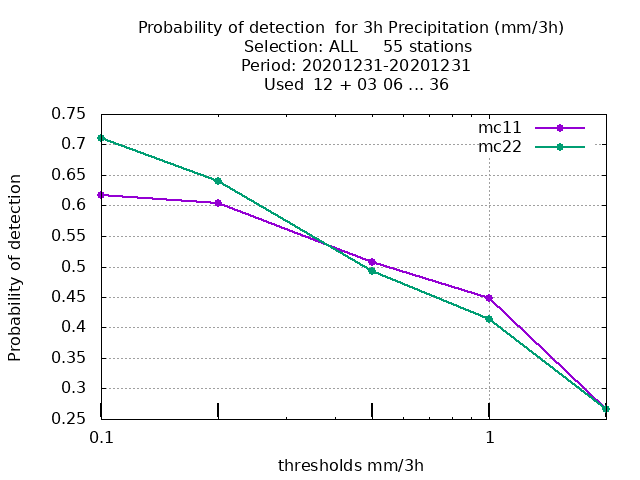 Probability of detection  for 3h Precipitation (mm/3h)
Selection: ALL     55 stations
Period: 20201231-20201231
Used  12 + 03 06 ... 36
mc11
mc22
Probability of detection
0.75
0.7
0.65
0.6
0.55
0.5
0.45
0.4
0.35
0.3
0.25
0.1
1
thresholds mm/3h